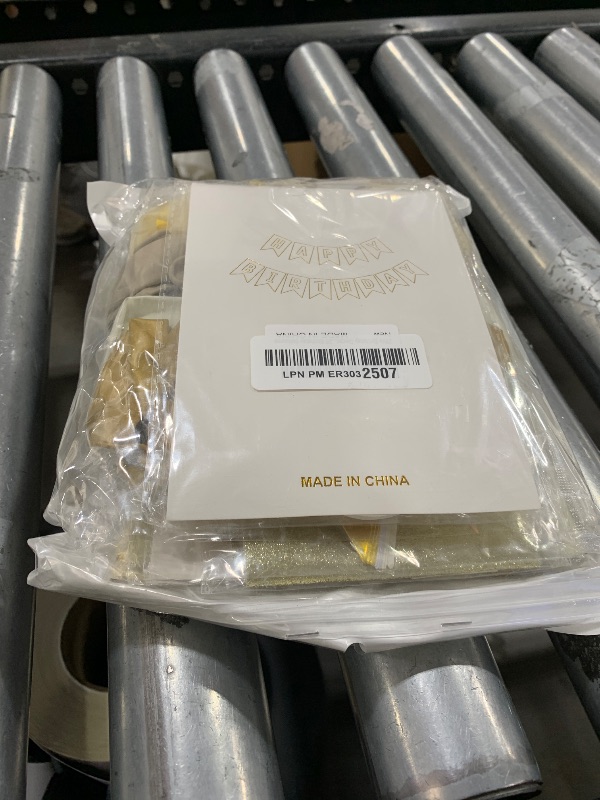 HAPPY
BIRTHDAY
LPN PM ER3032507
MADE IN CHINA